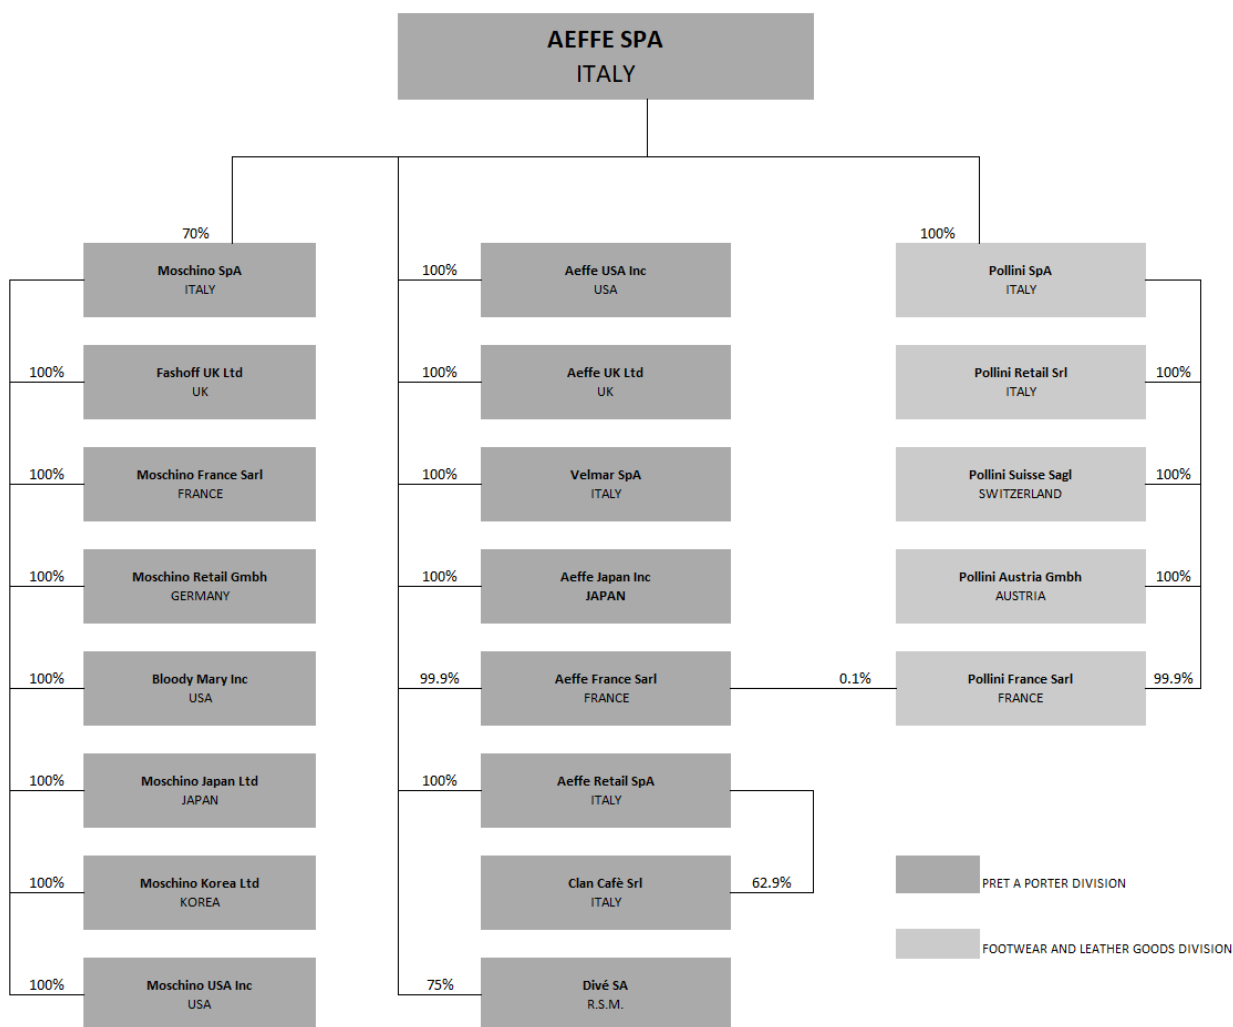 AEFFE SPA
ITALY
70%
Moschino SpA
ITALY
100%
Fashoff UK Ltd
UK
100%
Moschino France Sarl
FRANCE
100%
Moschino Retail Gmbh
GERMANY
100%
Bloody Mary Inc
USA
100%
Moschino Japan Ltd
JAPAN
100%
Moschino Korea Ltd
KOREA
100%
Moschino USA Inc
USA
100%
Aeffe USA Inc
USA
100%
Aeffe UK Ltd
UK
100%
Velmar SpA
ITALY
100%
Aeffe Japan Inc
JAPAN
99.9%
Aeffe France Sarl
FRANCE
0.1%
100%
Aeffe Retail SpA
ITALY
Clan Cafè Srl
ITALY
62.9%
75%
Divé SA
R.S.M.
100%
Pollini SpA
ITALY
Pollini Retail Srl
ITALY
100%
Pollini Suisse Sagl
SWITZERLAND
100%
Pollini Austria Gmbh
AUSTRIA
100%
Pollini France Sarl
FRANCE
99.9%
PRET A PORTER DIVISION
FOOTWEAR AND LEATHER GOODS DIVISION